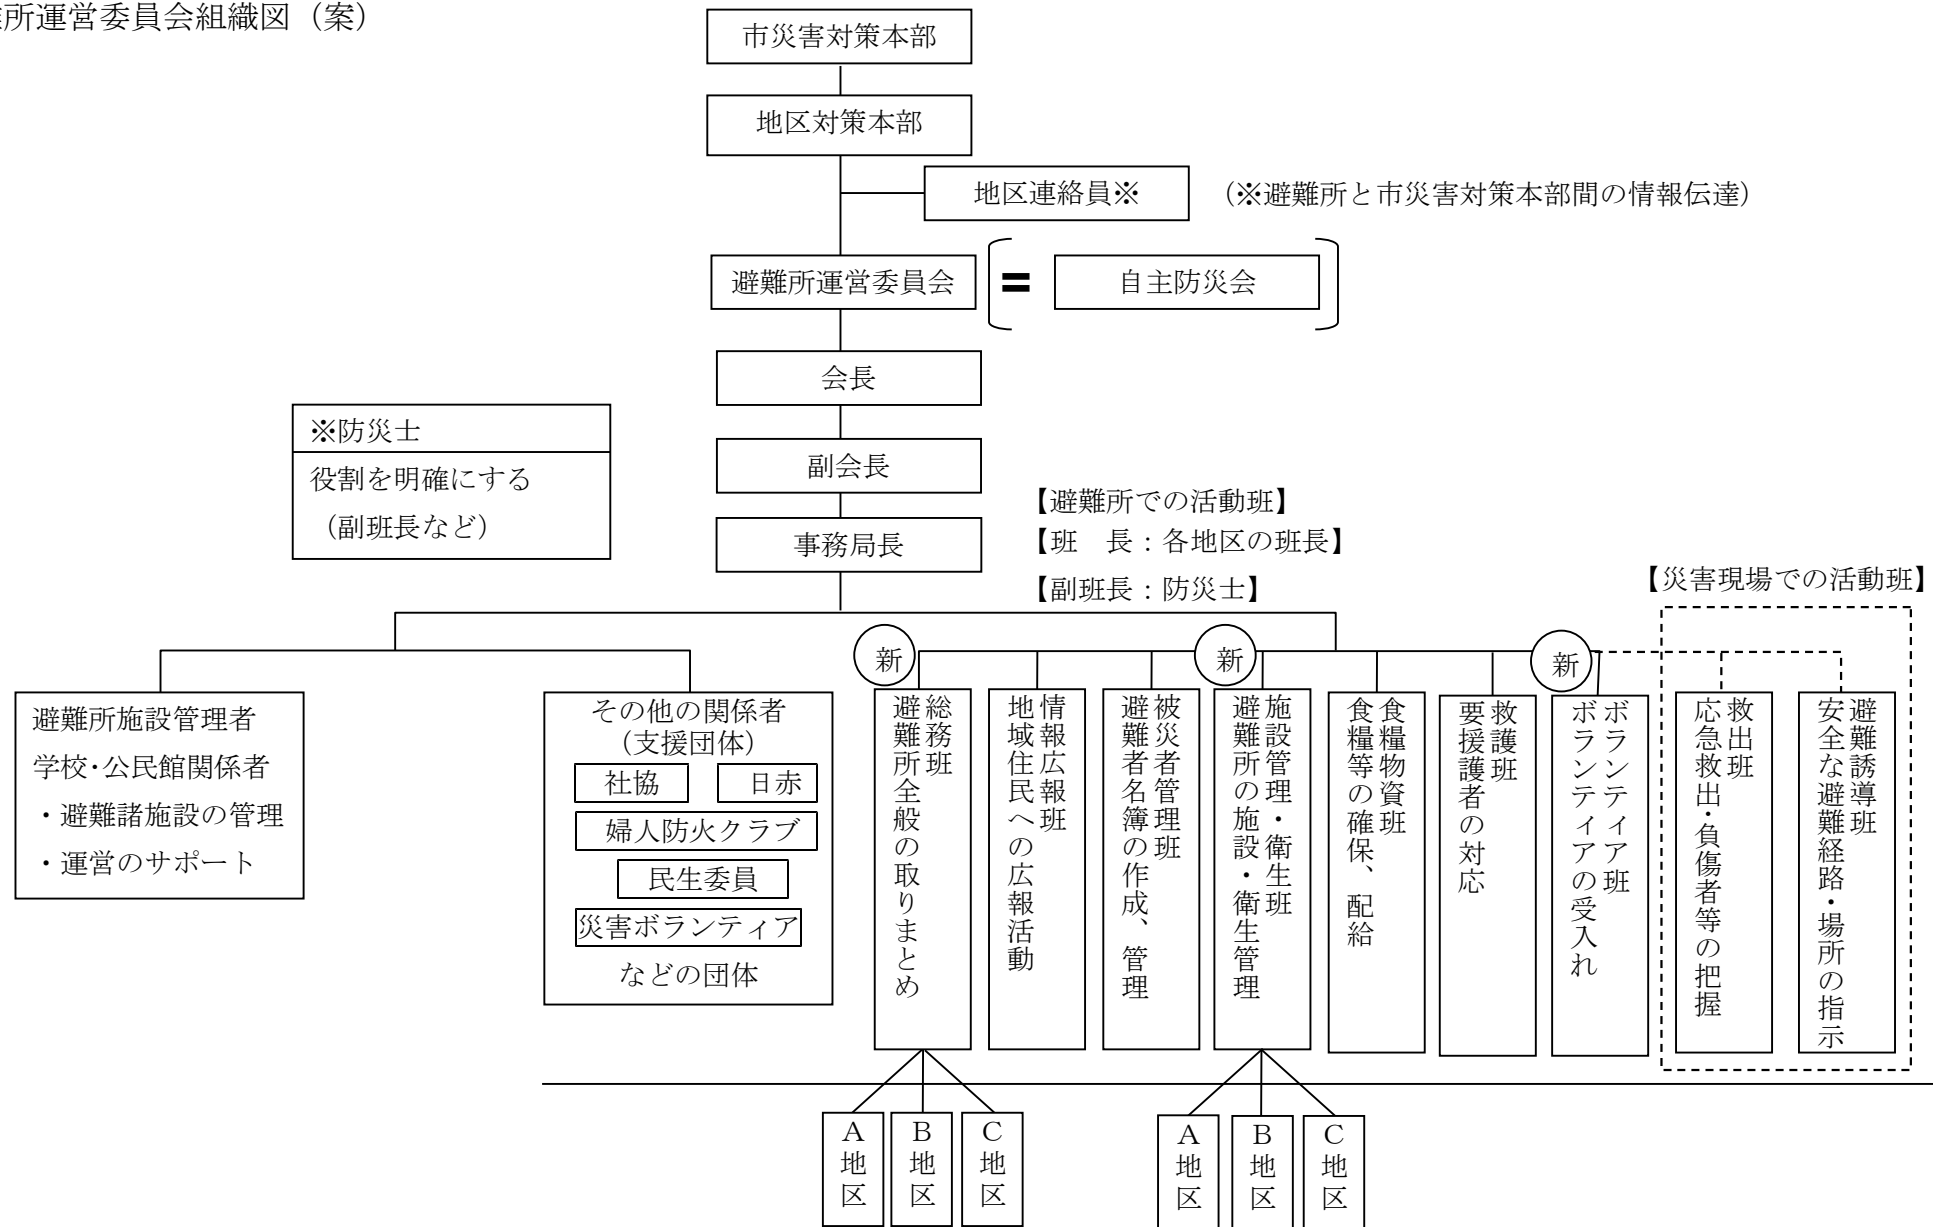 所運営委員会組織図（案）
市災害対策本部
地区対策本部
地区連絡員※
（※避難所と市災害対策本部間の情報伝達）
避難所運営委員会
=
自主防災会
会長
副会長
事務局長
※防災士
役割を明確にする
（副班長など）
【避難所での活動班】
【班　長：各地区の班長】
【副班長：防災士】
【災害現場での活動班】
避難所施設管理者
学校・公民館関係者
・避難諸施設の管理
・運営のサポート
その他の関係者
（支援団体）
社協
日赤
婦人防火クラブ
民生委員
災害ボランティア
などの団体
新
総務班
避難所全般の取りまとめ
情報広報班
地域住民への広報活動
被災者管理班
避難者名簿の作成、管理
新
施設管理・衛生班
避難所の施設・衛生管理
食糧物資班
食糧等の確保、配給
救護班
要援護者の対応
新
ボランティア班
ボランティアの受入れ
救出班
応急救出・負傷者等の把握
避難誘導班
安全な避難経路・場所の指示
A地区
B地区
C地区
A地区
B地区
C地区